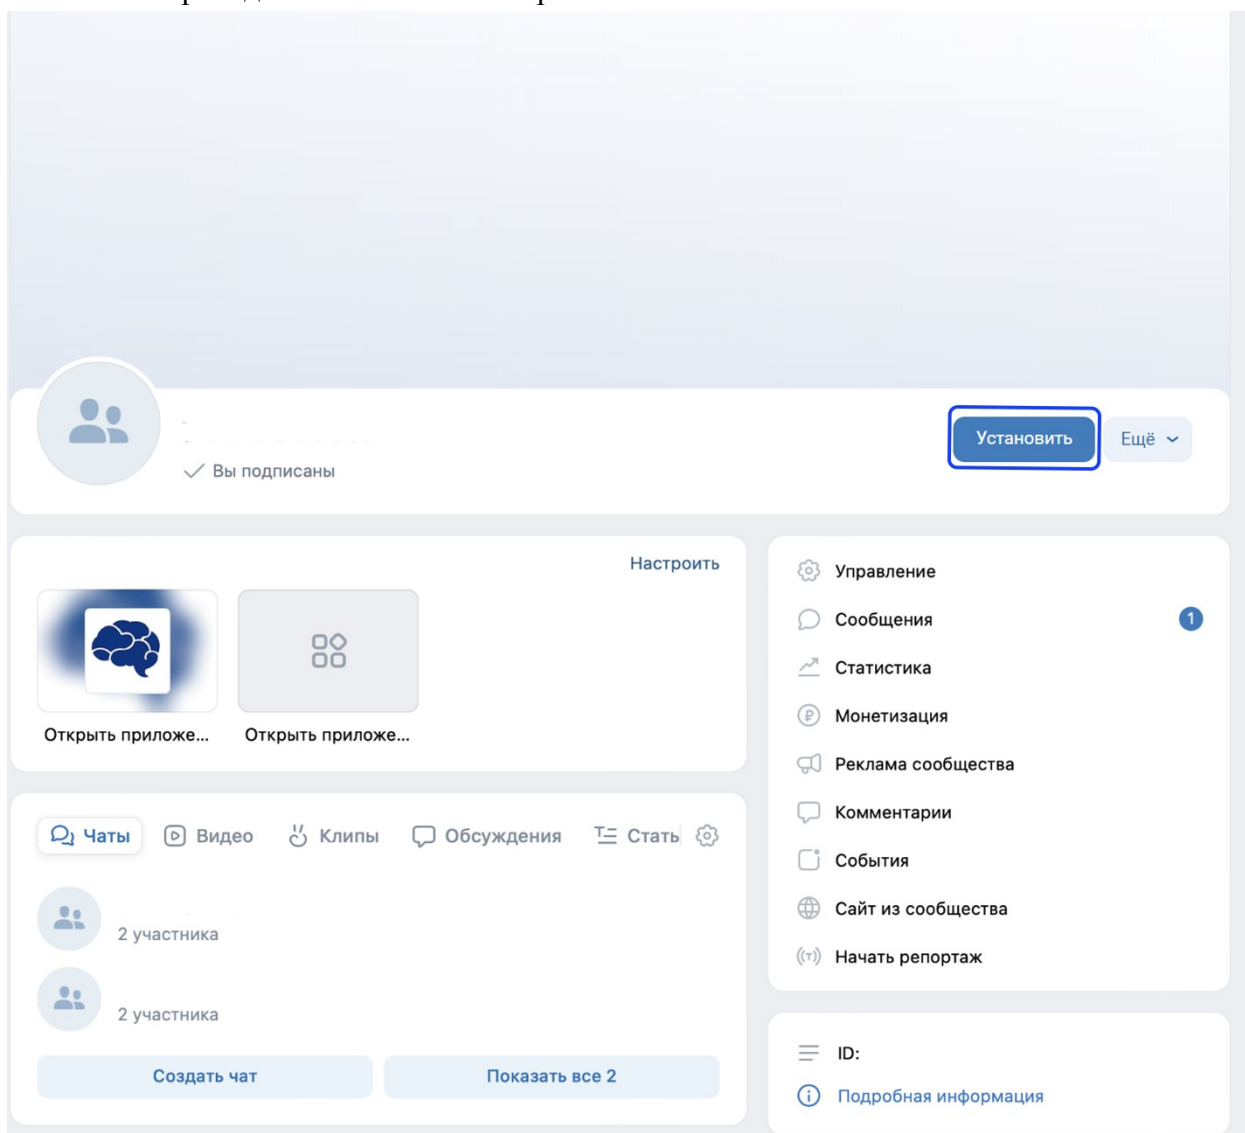 Установить
Ещё
Вы подписаны
Настроить
Открыть приложе...
Открыть приложе...
Чаты
Видео
Клипы
Обсуждения
Стать
2 участника
2 участника
Создать чат
Показать все 2
Управление
Сообщения
1
Статистика
Монетизация
Реклама сообщества
Комментарии
События
Сайт из сообщества
Начать репортаж
ID:
Подробная информация